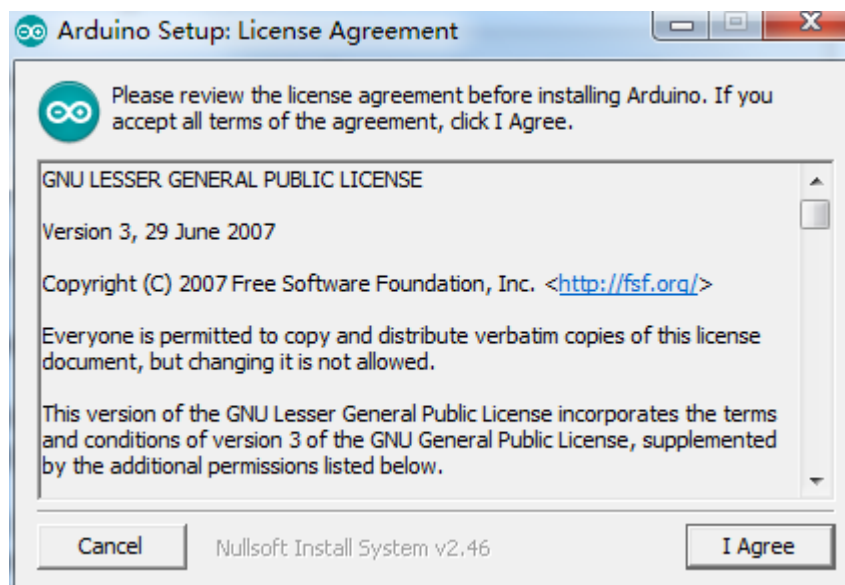 Arduino Setup: License Agreement
Please review the license agreement before installing Arduino. If you
accept all terms of the agreement, click I Agree.
GNU LESSER GENERAL PUBLIC LICENSE
Version 3, 29 June 2007
Copyright (C) 2007 Free Software Foundation, Inc. <http://fsf.org/>
Everyone is permitted to copy and distribute verbatim copies of this license
document, but changing it is not allowed.
This version of the GNU Lesser General Public License incorporates the terms
and conditions of version 3 of the GNU General Public License, supplemented
by the additional permissions listed below.
Cancel
Nullsoft Install System v2.46
I Agree